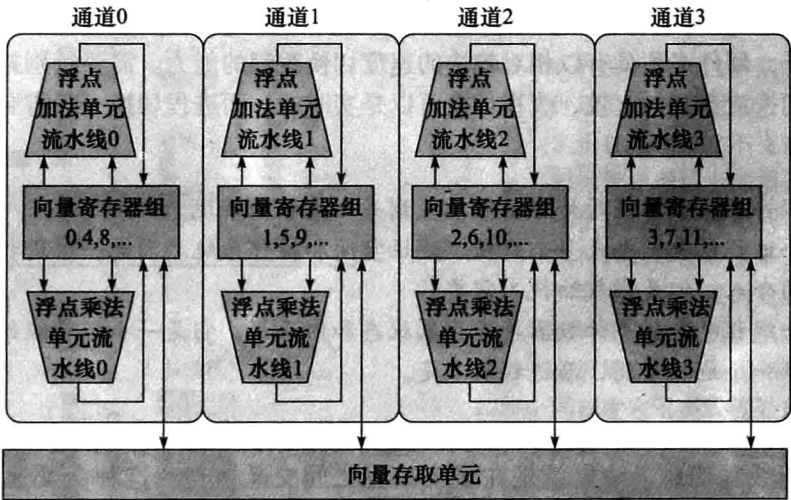 通道0
通道1
通道2
通道3
浮点
加法单元
流水线0
浮点
加法单元
流水线1
浮点
加法单元
流水线2
浮点
加法单元
流水线3
向量寄存器组
0,4,8,...
向量寄存器组
1,5,9,...
向量寄存器组
2,6,10,...
向量寄存器组
3,7,11,...
浮点乘法
单元流
水线0
浮点乘法
单元流
水线1
浮点乘法
单元流
水线2
浮点乘法
单元流
水线3
向量存取单元